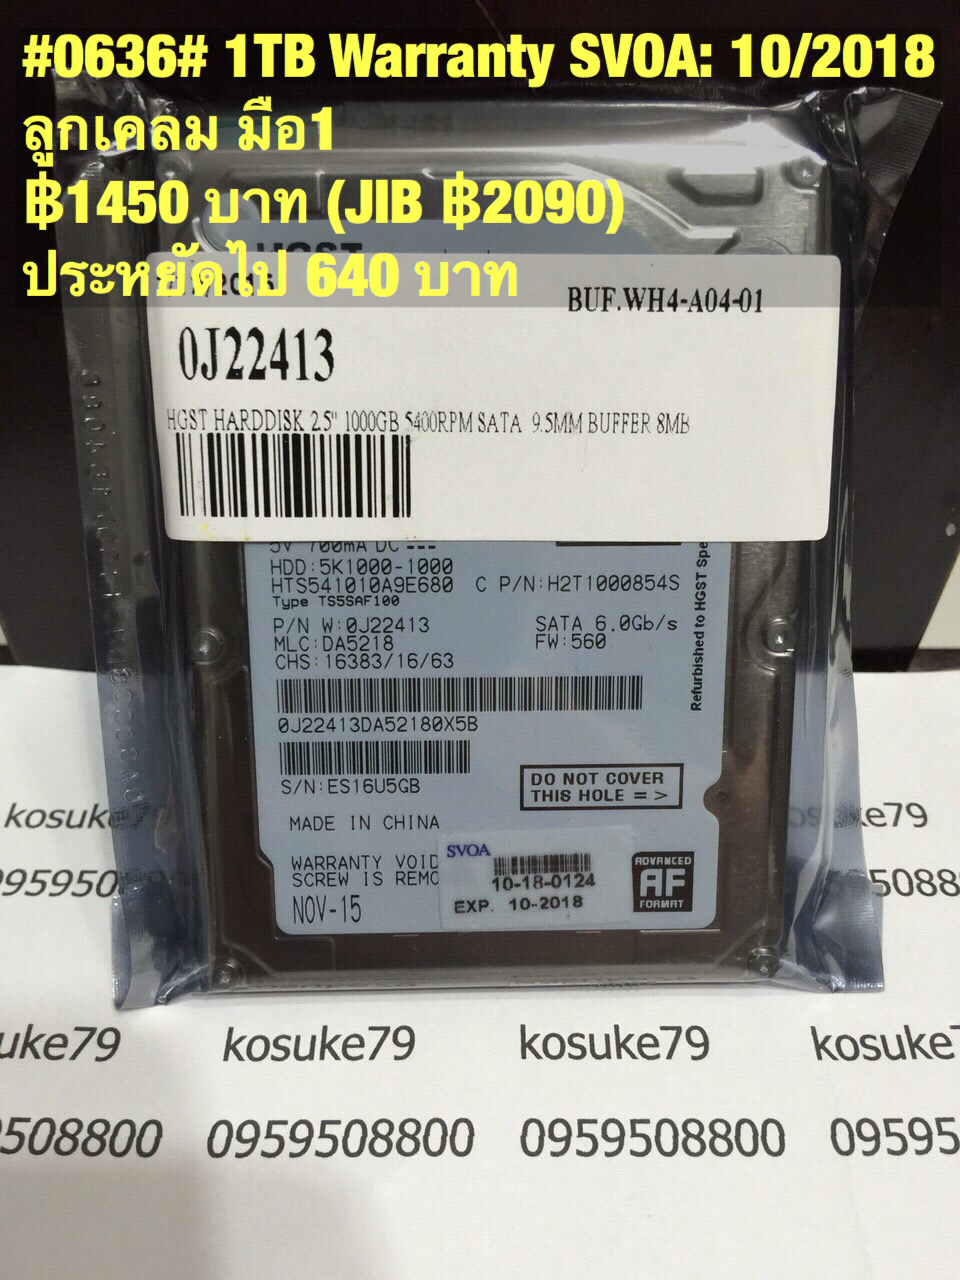 #0636# 1TB Warranty SVOA: 10/2018
ลูกเคลม มือ1
฿1450 บาท (JIB ฿2090)
ประหยัดไป 640 บาท
HGST
BUF.WH4-A04-01
0J22413
HGST HARDDISK 2.5" 1000GB 5400RPM SATA 9.5MM BUFFER 8MB
5V 700mA DC
HDD:5K1000-1000
HTS541010A9E680 C P/N:H2T1000854S
Type TS5SAF100
P/N W:0J22413 SATA 6.0Gb/s
MLC:DA5218 FW:560
CHS:16383/16/63
Refurbished to HGST Spe
0J22413DA52180X5B
S/N:ES16U5GB
DO NOT COVER
THIS HOLE =>
MADE IN CHINA
WARRANTY VOID
SCREW IS REMO
NOV-15
SVOA
10-18-0124
EXP. 10-2018
ADVANCED
AF
FORMAT
kosuke79
0959508800
uke79 kosuke79 kosuke79 kosuke
9508800 0959508800 0959508800 09595